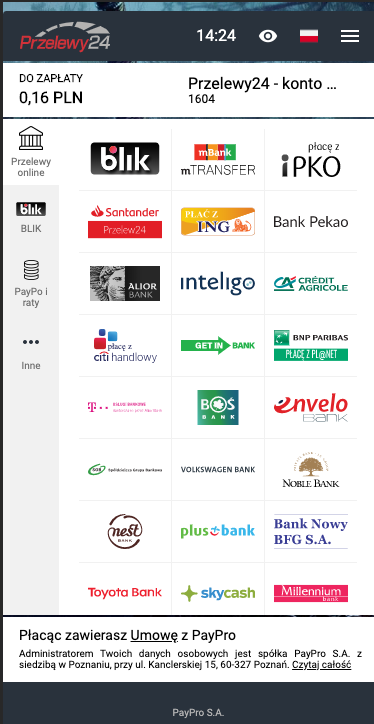 Przelewy24
14:24
DO ZAPŁATY
0,16 PLN
Przelewy24 - konto ...
1604
Przelewy
online
BLIK
PayPo i
raty
Inne
blik
mBank
mTRANSFER
płacę z
iPKO
Santander
Przelew24
PŁAĆ Z
ING
Bank Pekao
ALIOR
BANK
inteligo
CRÉDIT
AGRICOLE
płacę z
citi handlowy
GET IN BANK
BNP PARIBAS
PŁACĘ Z PL@NET
T
USŁUGI BANKOWE
BOŚ
BANK
envelo
Bank
SGB
Spółdzielcza Grupa Bankowa
VOLKSWAGEN BANK
NOBLE BANK
nest
BANK
plus bank
Bank Nowy
BFG S.A.
Toyota Bank
skycash
Millennium
bank
Płacąc zawierasz Umowę z PayPro
Administratorem Twoich danych osobowych jest spółka PayPro S.A. z
siedzibą w Poznaniu, przy ul. Kanclerskiej 15, 60-327 Poznań. Czytaj całość
PayPro S.A.